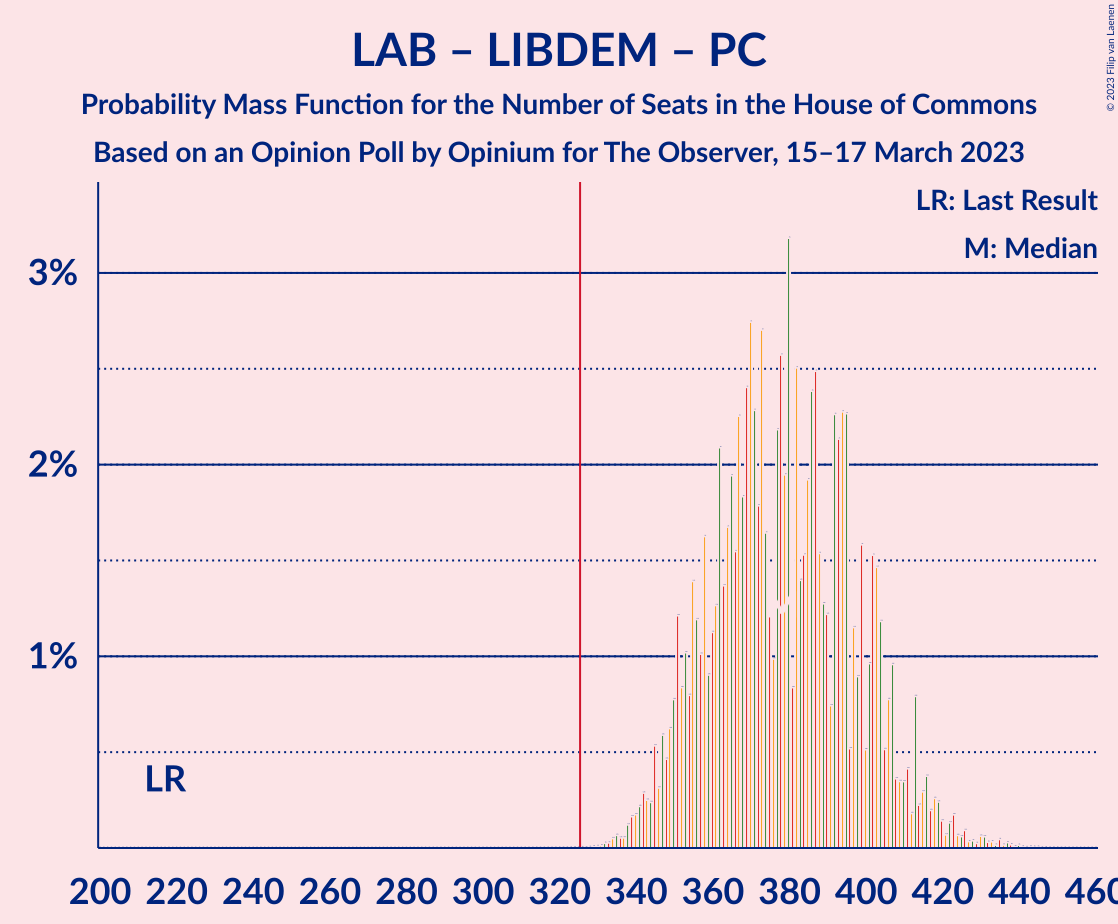 LAB – LIBDEM – PC
Probability Mass Function for the Number of Seats in the House of Commons
Based on an Opinion Poll by Opinium for The Observer, 15–17 March 2023
© 2023 Filip van Laenen
LR: Last Result
M: Median
3%
2%
1%
LR
200 220 240 260 280 300 320 340 360 380 400 420 440 460